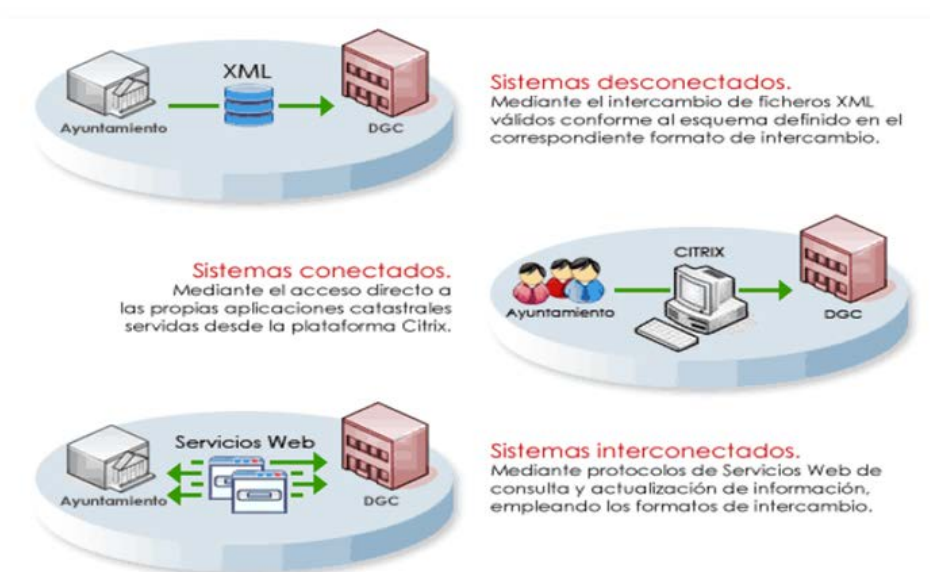 XML
Ayuntamiento
DGC
Sistemas desconectados.
Mediante el intercambio de ficheros XML
válidos conforme al esquema definido en el
correspondiente formato de intercambio.
Sistemas conectados.
Mediante el acceso directo a
las propias aplicaciones catastrales
servidas desde la plataforma Citrix.
CITRIX
Ayuntamiento
DGC
Servicios Web
Ayuntamiento
DGC
Sistemas interconectados.
Mediante protocolos de Servicios Web de
consulta y actualización de información,
empleando los formatos de intercambio.